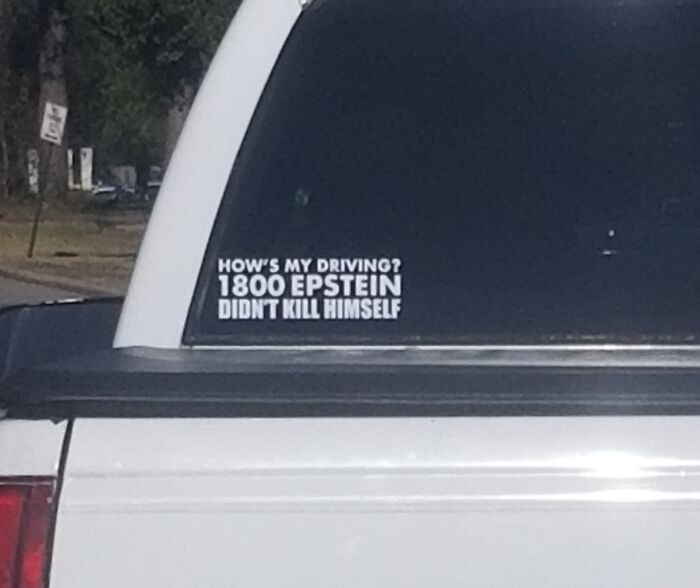 HOW'S MY DRIVING?
1800 EPSTEIN
DIDN'T KILL HIMSELF